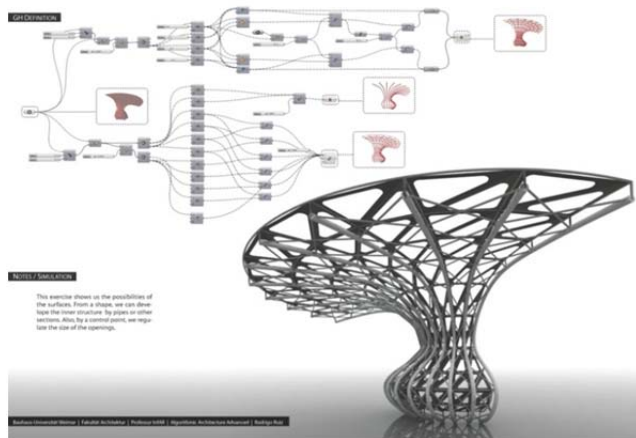 GH DEFINITION
NOTES / SIMULATION
This exercise shows us the possibilities of
the surfaces. From a shape, we can deve-
lope the inner structure by pipes or other
sections. Also, by a control point, we regu-
late the size of the openings.
Bauhaus-Universität Weimar | Fakultät Architektur | Professur InfAR | Algorithmic Architecture Advanced | Rodrigo Ruiz